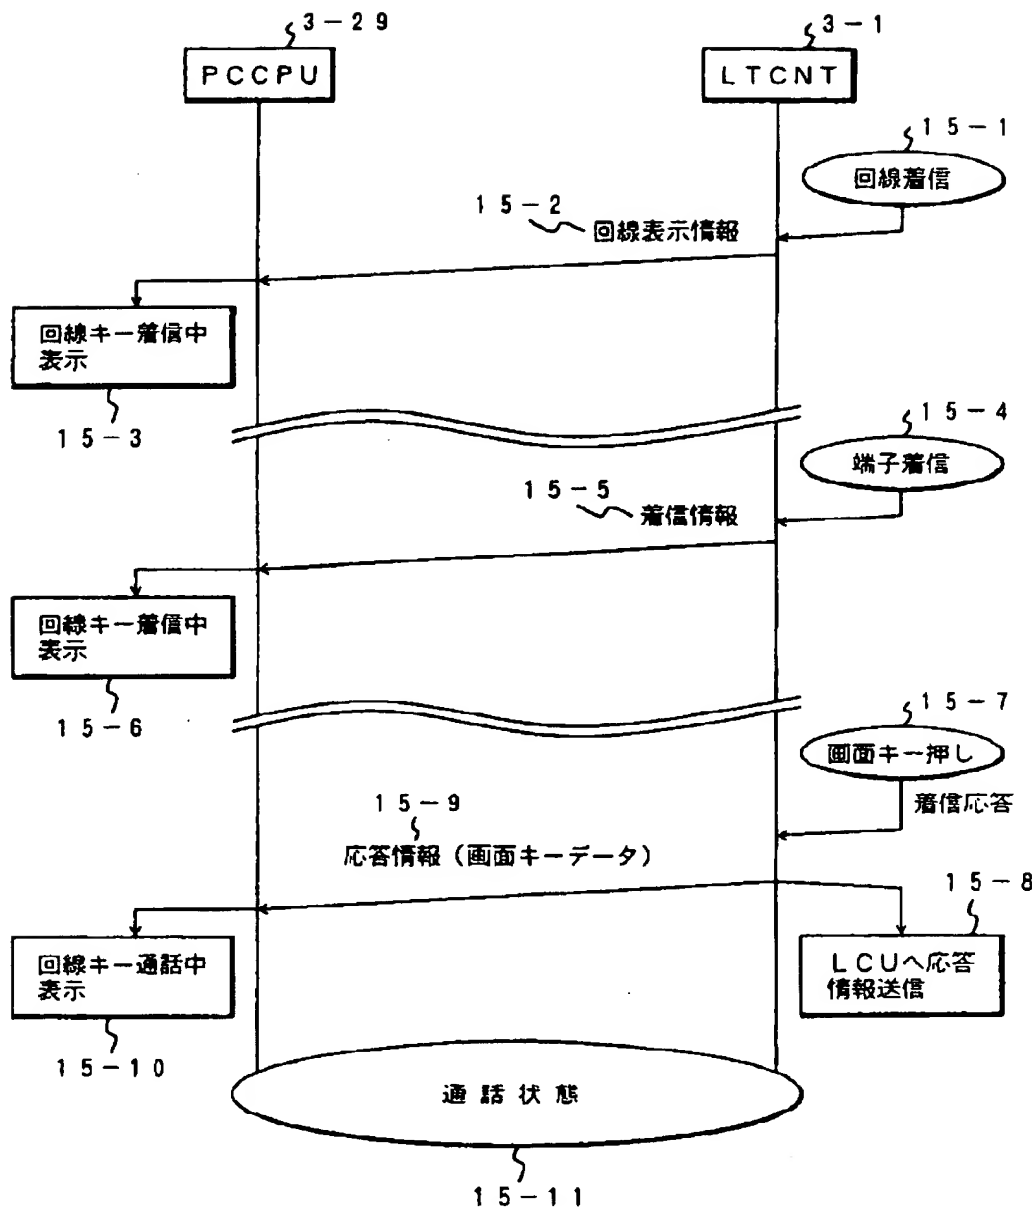 3-29
3-1
PCCPU
LTCNT
15-1
回線着信
15-2
回線表示情報
回線キー着信中
表示
15-3
15-4
端子着信
15-5
着信情報
回線キー着信中
表示
15-6
15-7
画面キー押し
着信応答
15-9
応答情報(画面キーデータ)
15-8
LCUへ応答
情報送信
回線キー通話中
表示
15-10
通話状態
15-11